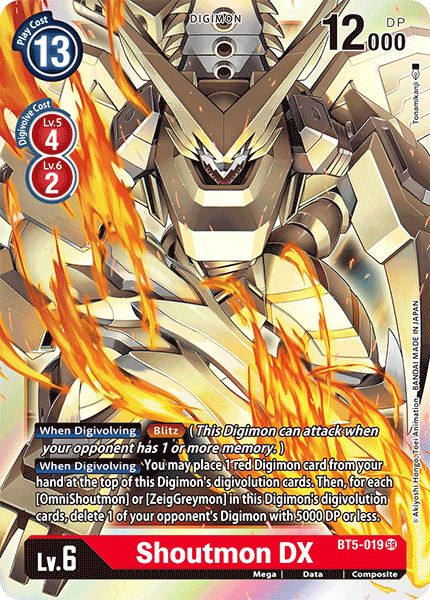 DIGIMON
Play Cost
13
DP
12000
Digivolve Cost
Lv.5
4
Lv.6
2
Tonamikanji
When Digivolving Blitz (This Digimon can attack when
your opponent has 1 or more memory.)
When Digivolving You may place 1 red Digimon card from your
hand at the top of this Digimon's digivolution cards. Then, for each
[OmniShoutmon] or [ZeigGreymon] in this Digimon's digivolution
cards, delete 1 of your opponent's Digimon with 5000 DP or less.
©Akiyoshi Hongo, Toei Animation BANDAI MADE IN JAPAN
Lv.6
Shoutmon DX
BT5-019 SR
Mega | Data | Composite